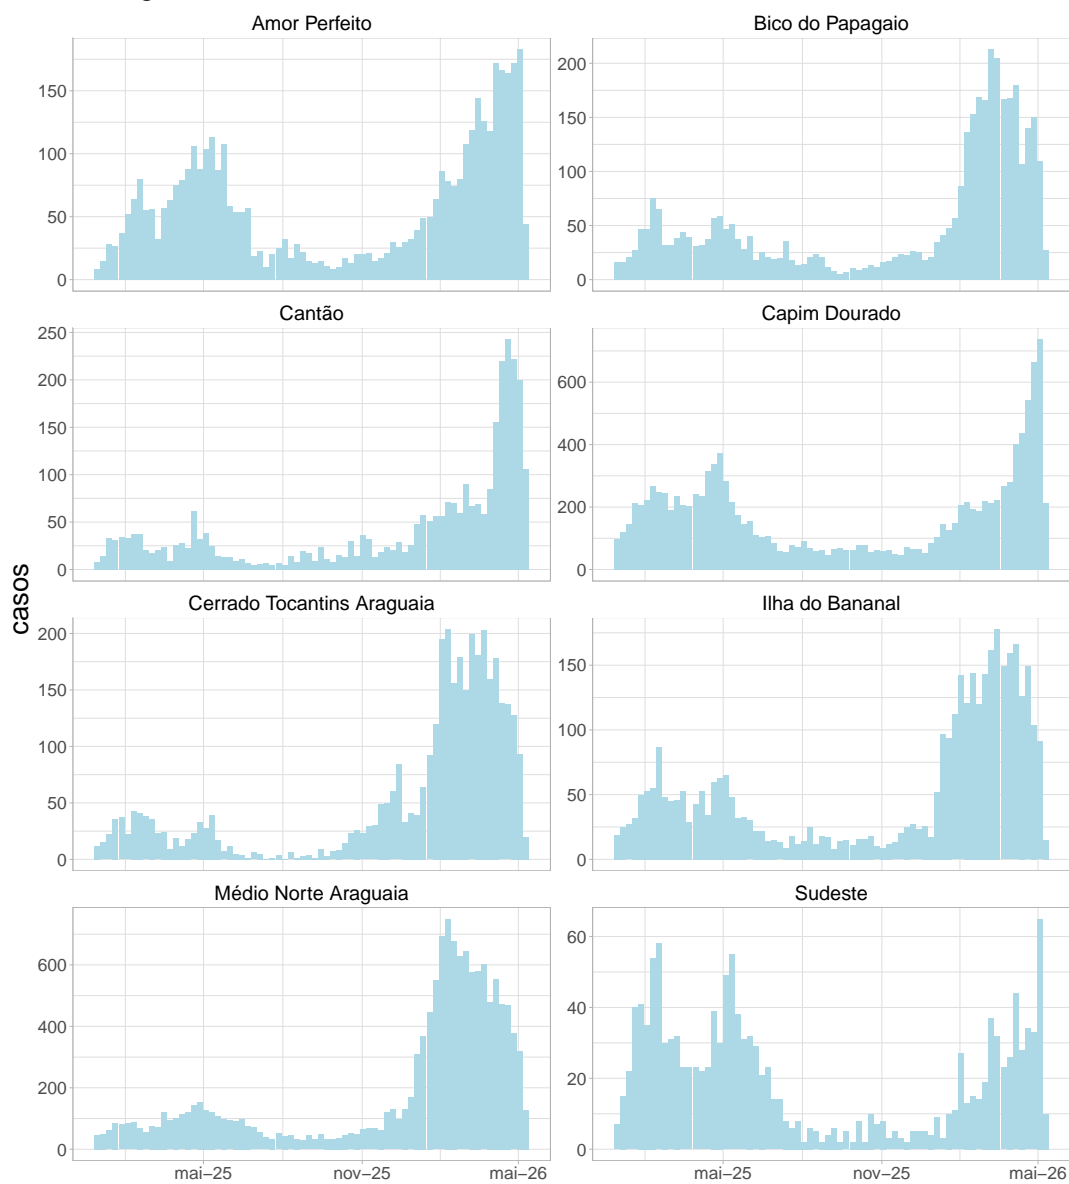 Amor Perfeito
Bico do Papagaio
150
100
50
0
200
150
100
50
0
Cantão
Capim Dourado
250
200
150
100
50
0
600
400
200
0
casos
Cerrado Tocantins Araguaia
Ilha do Bananal
200
150
100
50
0
150
100
50
0
Médio Norte Araguaia
Sudeste
600
400
200
0
60
40
20
0
mai–25
nov–25
mai–26
mai–25
nov–25
mai–26